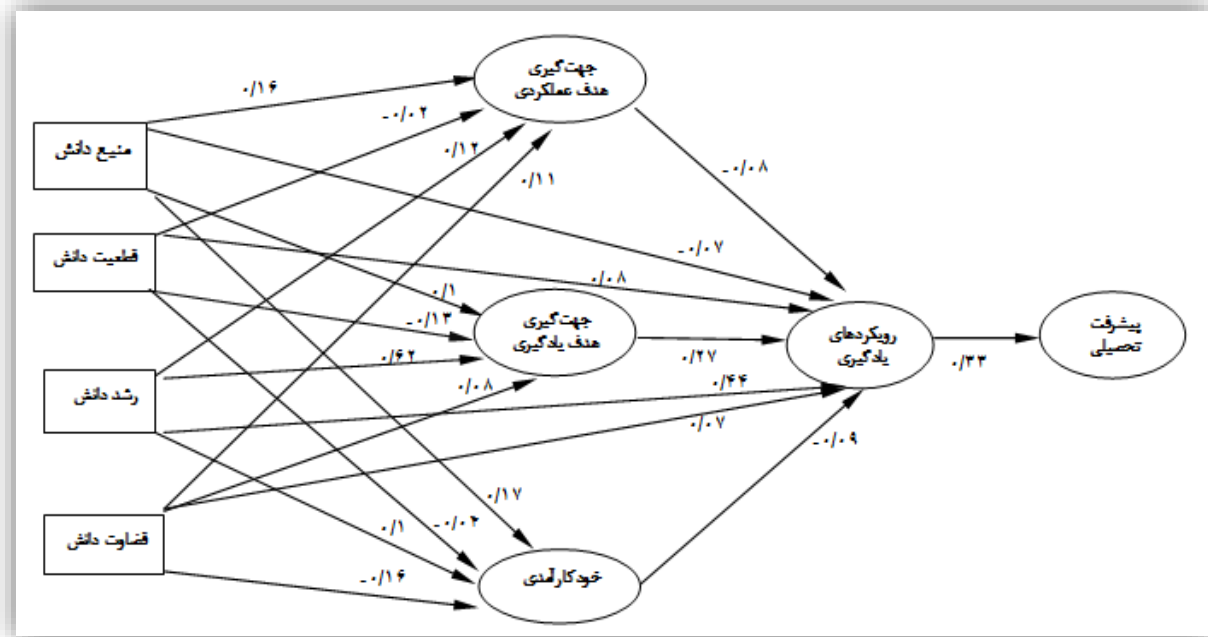 جهت‌گیری
هدف عملکردی
۰/۱۶
-۰/۰۲
منبع دانش
۰/۱۲
۰/۱۱
-۰/۰۸
قطعیت دانش
-۰/۰۷
۰/۰۸
۰/۱
-۰/۱۳
جهت‌گیری
هدف یادگیری
رویکردهای
یادگیری
پیشرفت
تحصیلی
۰/۲۷
۰/۳۳
۰/۶۲
رشد دانش
۰/۰۸
۰/۴۴
۰/۰۷
-۰/۰۹
۰/۱۷
قضاوت دانش
۰/۱
-۰/۰۲
-۰/۱۶
خودکارآمدی